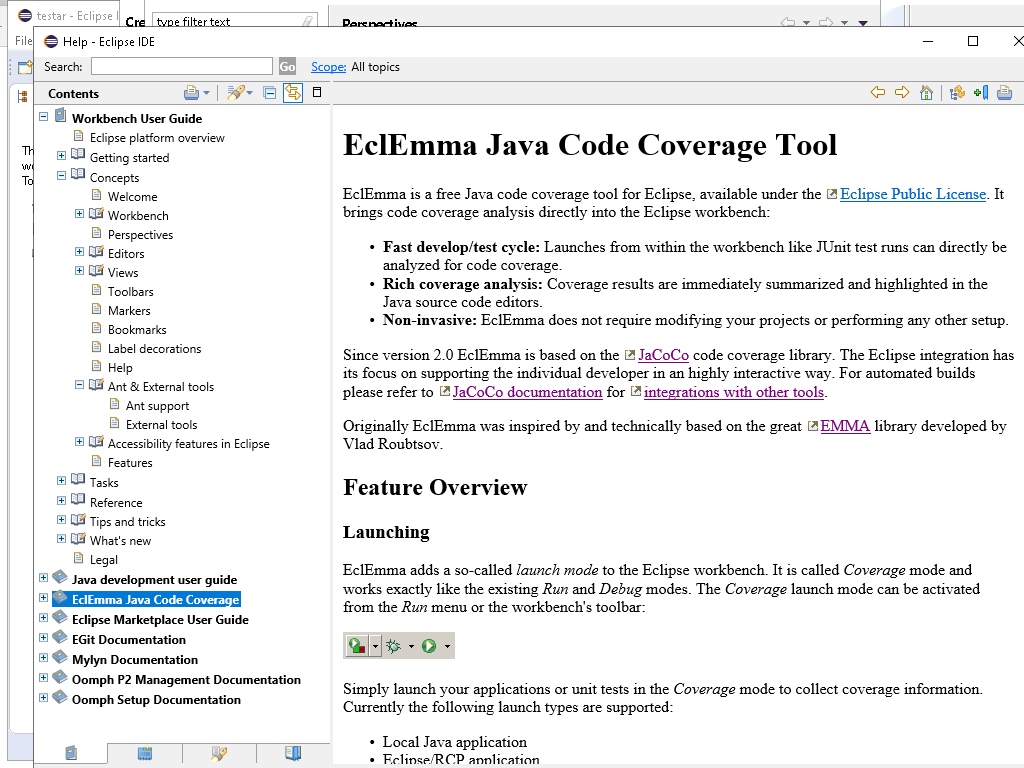 testar - Eclipse I
Cre
type filter text
Perspectives
File
Help - Eclipse IDE
Search:
Go
Scope: All topics
Contents
Workbench User Guide
Eclipse platform overview
Getting started
Concepts
Welcome
Workbench
Perspectives
Editors
Views
Toolbars
Markers
Bookmarks
Label decorations
Help
Ant & External tools
Ant support
External tools
Accessibility features in Eclipse
Features
Tasks
Reference
Tips and tricks
What's new
Legal
Java development user guide
EclEmma Java Code Coverage
Eclipse Marketplace User Guide
EGit Documentation
Mylyn Documentation
Oomph P2 Management Documentation
Oomph Setup Documentation
EclEmma Java Code Coverage Tool
EclEmma is a free Java code coverage tool for Eclipse, available under the Eclipse Public License. It
brings code coverage analysis directly into the Eclipse workbench:
• Fast develop/test cycle: Launches from within the workbench like JUnit test runs can directly be
analyzed for code coverage.
• Rich coverage analysis: Coverage results are immediately summarized and highlighted in the
Java source code editors.
• Non-invasive: EclEmma does not require modifying your projects or performing any other setup.
Since version 2.0 EclEmma is based on the JaCoCo code coverage library. The Eclipse integration has
its focus on supporting the individual developer in an highly interactive way. For automated builds
please refer to JaCoCo documentation for integrations with other tools.
Originally EclEmma was inspired by and technically based on the great EMMA library developed by
Vlad Roubtsov.
Feature Overview
Launching
EclEmma adds a so-called launch mode to the Eclipse workbench. It is called Coverage mode and
works exactly like the existing Run and Debug modes. The Coverage launch mode can be activated
from the Run menu or the workbench's toolbar:
Simply launch your applications or unit tests in the Coverage mode to collect coverage information.
Currently the following launch types are supported:
• Local Java application
• Eclipse/RCP application